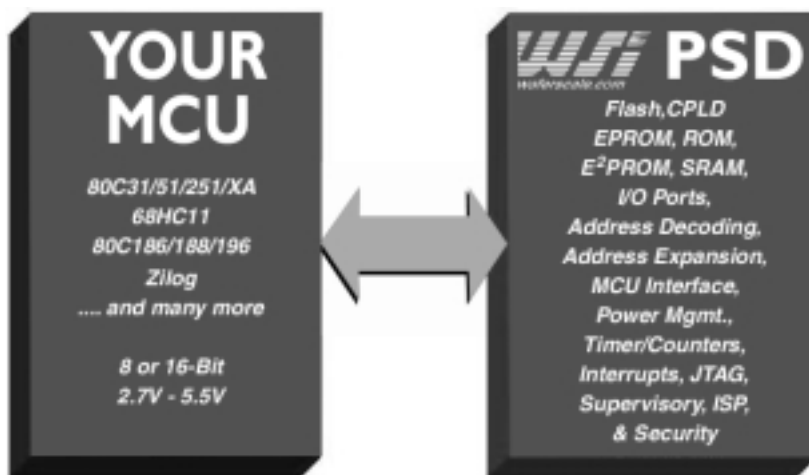 YOUR
MCU
80C31/51/251/XA
68HC11
80C186/188/196
Zilog
.... and many more
8 or 16-Bit
2.7V - 5.5V
WSi PSD
waferscale.com
Flash,CPLD
EPROM, ROM,
E²PROM, SRAM,
I/O Ports,
Address Decoding,
Address Expansion,
MCU Interface,
Power Mgmt.,
Timer/Counters,
Interrupts, JTAG,
Supervisory, ISP,
& Security